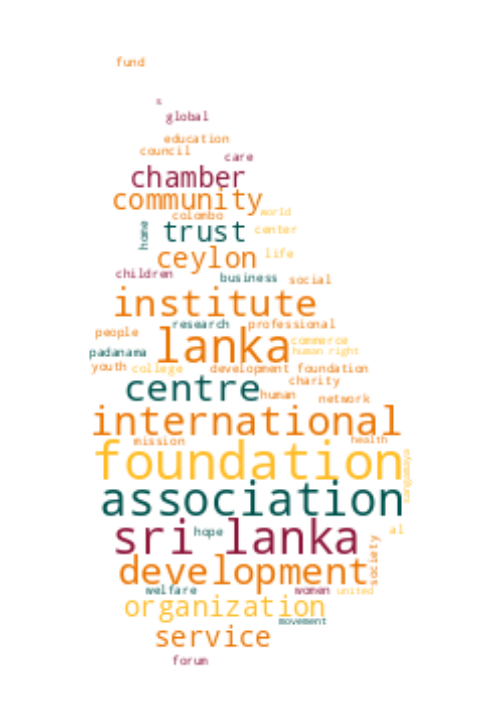 fund
s
global
education
council
care
chamber
community
colombo world
home trust center
ceylon life
children business social
institute
people research professional
lanka commerce
padanama human right
youth college development foundation
charity
centre human network
international
mission health
foundation
sangamaya
association
sri lanka
hope al
society
development
welfare women united
organization
movement
service
forum